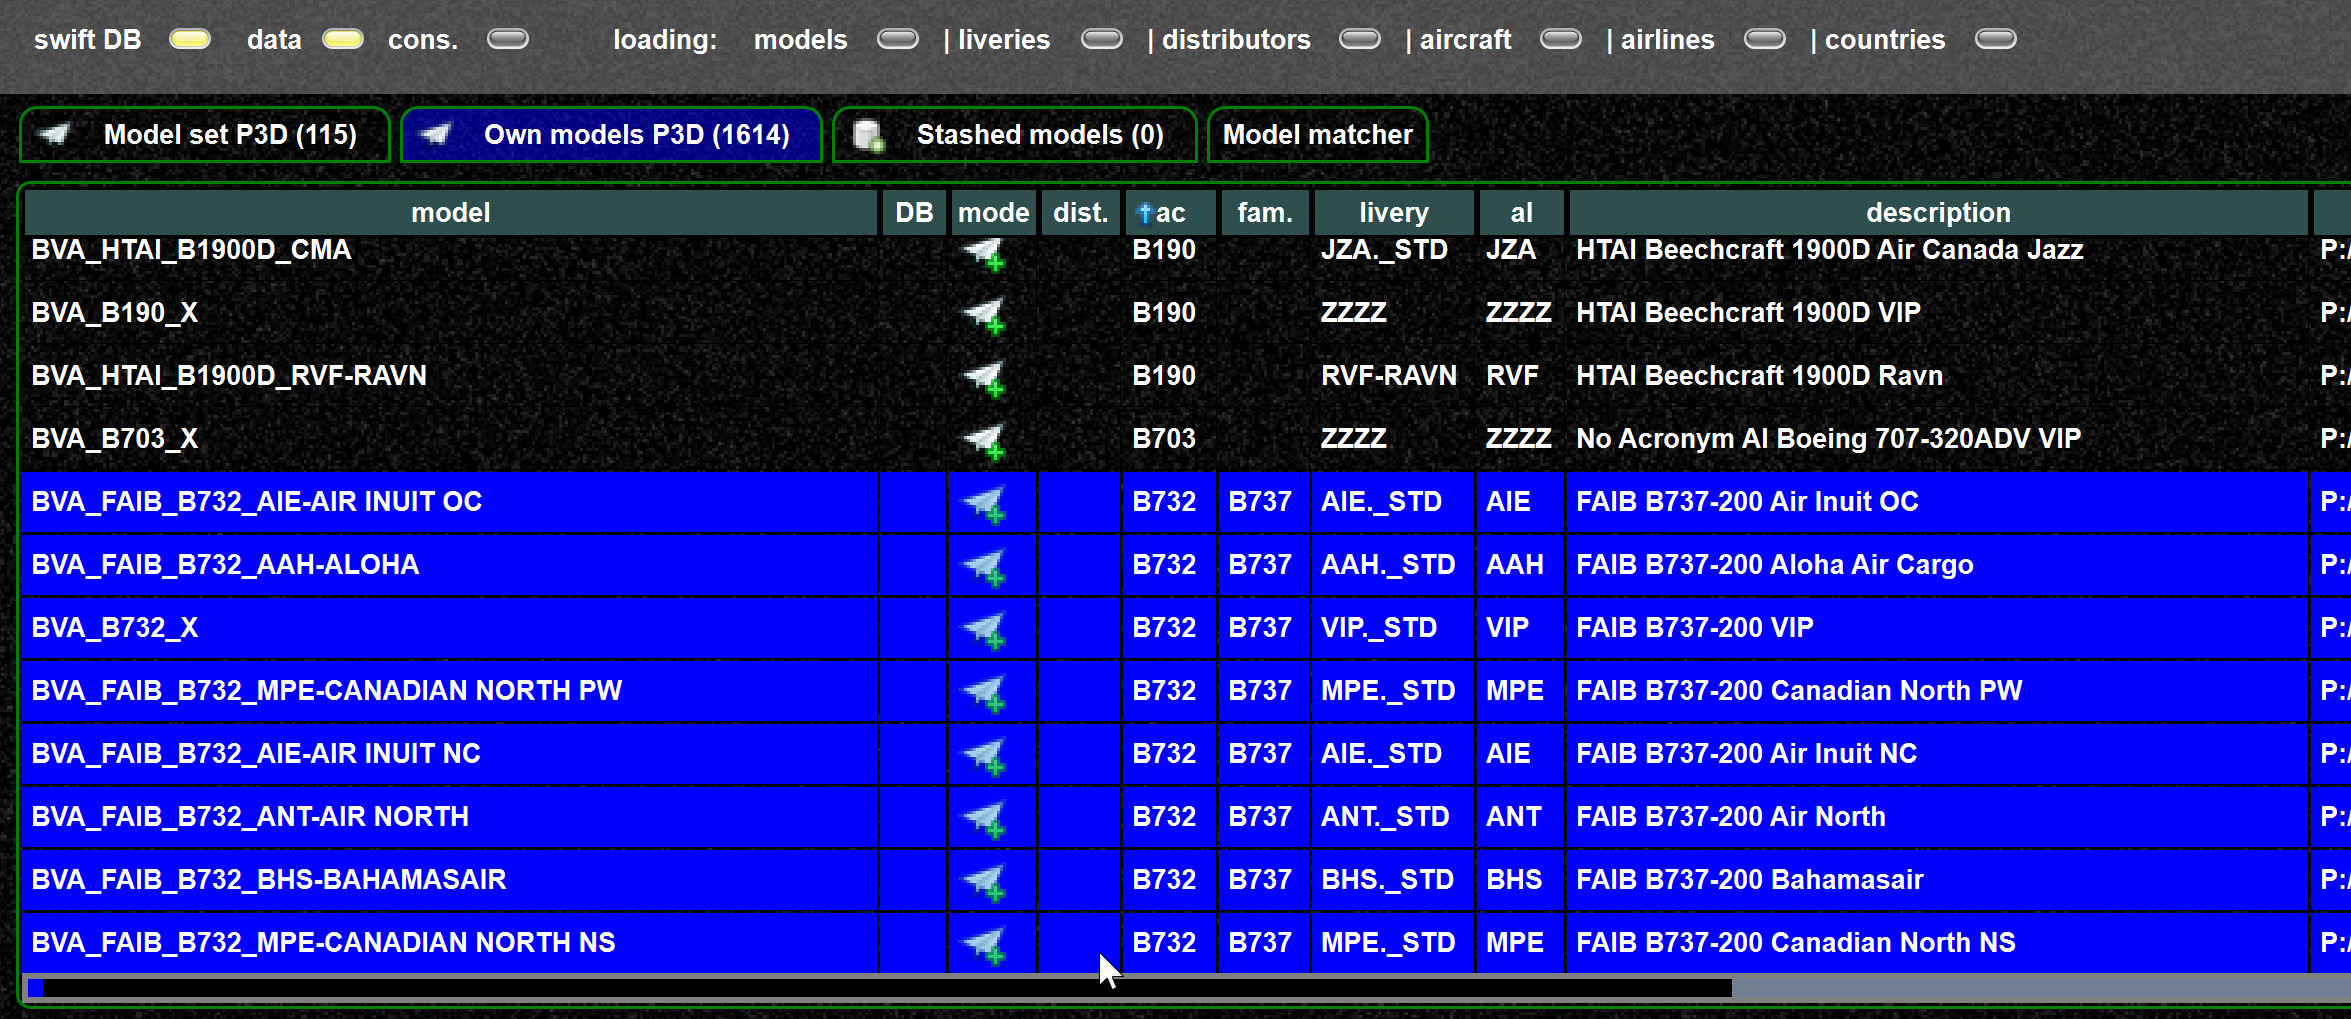 swift DB data cons. loading: models | liveries | distributors | aircraft | airlines | countries
Model set P3D (115) Own models P3D (1614) Stashed models (0) Model matcher
model DB mode dist. ac fam. livery al description
BVA_HTAI_B1900D_CMA B190 JZA._STD JZA HTAI Beechcraft 1900D Air Canada Jazz P:/
BVA_B190_X B190 ZZZZ ZZZZ HTAI Beechcraft 1900D VIP P:/
BVA_HTAI_B1900D_RVF-RAVN B190 RVF-RAVN RVF HTAI Beechcraft 1900D Ravn P:/
BVA_B703_X B703 ZZZZ ZZZZ No Acronym AI Boeing 707-320ADV VIP P:/
BVA_FAIB_B732_AIE-AIR INUIT OC B732 B737 AIE._STD AIE FAIB B737-200 Air Inuit OC P:/
BVA_FAIB_B732_AAH-ALOHA B732 B737 AAH._STD AAH FAIB B737-200 Aloha Air Cargo P:/
BVA_B732_X B732 B737 VIP._STD VIP FAIB B737-200 VIP P:/
BVA_FAIB_B732_MPE-CANADIAN NORTH PW B732 B737 MPE._STD MPE FAIB B737-200 Canadian North PW P:/
BVA_FAIB_B732_AIE-AIR INUIT NC B732 B737 AIE._STD AIE FAIB B737-200 Air Inuit NC P:/
BVA_FAIB_B732_ANT-AIR NORTH B732 B737 ANT._STD ANT FAIB B737-200 Air North P:/
BVA_FAIB_B732_BHS-BAHAMASAIR B732 B737 BHS._STD BHS FAIB B737-200 Bahamasair P:/
BVA_FAIB_B732_MPE-CANADIAN NORTH NS B732 B737 MPE._STD MPE FAIB B737-200 Canadian North NS P:/